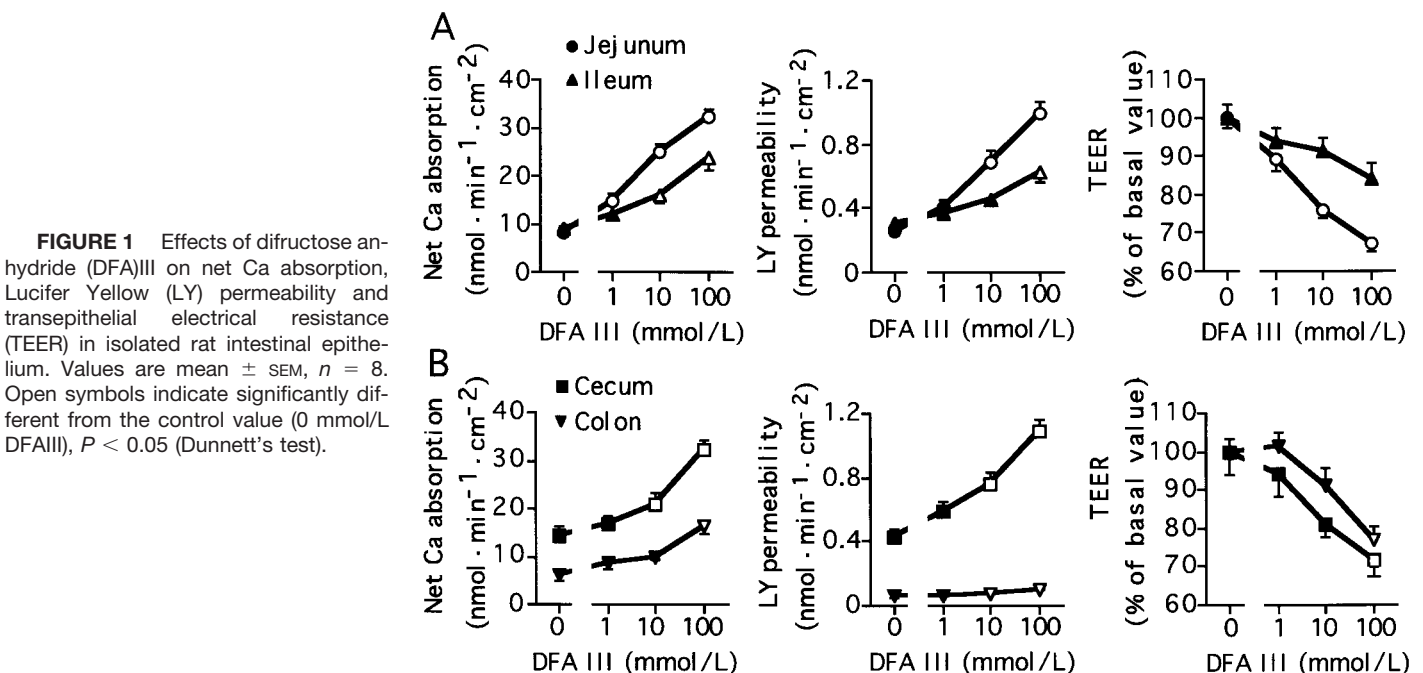 FIGURE 1 Effects of difructose an-
hydride (DFA)III on net Ca absorption,
Lucifer Yellow (LY) permeability and
transepithelial electrical resistance
(TEER) in isolated rat intestinal epithe-
lium. Values are mean ± SEM, n = 8.
Open symbols indicate significantly dif-
ferent from the control value (0 mmol/L
DFAIII), P < 0.05 (Dunnett's test).
A
Jejunum
Ileum
Net Ca absorption
(nmol · min⁻¹ · cm⁻²)
40
30
20
10
0
0 1 10 100
DFA III (mmol/L)
LY permeability
(nmol · min⁻¹ · cm⁻²)
1.2
0.8
0.4
0
0 1 10 100
DFA III (mmol/L)
TEER
(% of basal value)
110
100
90
80
70
60
0 1 10 100
DFA III (mmol/L)
B
Cecum
Colon
Net Ca absorption
(nmol · min⁻¹ · cm⁻²)
40
30
20
10
0
0 1 10 100
DFA III (mmol/L)
LY permeability
(nmol · min⁻¹ · cm⁻²)
1.2
0.8
0.4
0
0 1 10 100
DFA III (mmol/L)
TEER
(% of basal value)
110
100
90
80
70
60
0 1 10 100
DFA III (mmol/L)